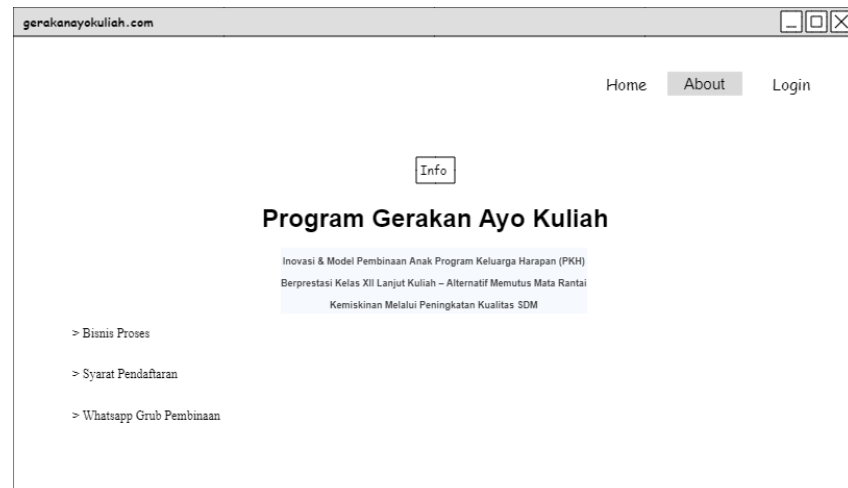 gerakanayokuliah.com
Home About Login
Info
Program Gerakan Ayo Kuliah
Inovasi & Model Pembinaan Anak Program Keluarga Harapan (PKH)
Berprestasi Kelas XII Lanjut Kuliah – Alternatif Memutus Mata Rantai
Kemiskinan Melalui Peningkatan Kualitas SDM
> Bisnis Proses
> Syarat Pendaftaran
> Whatsapp Grub Pembinaan